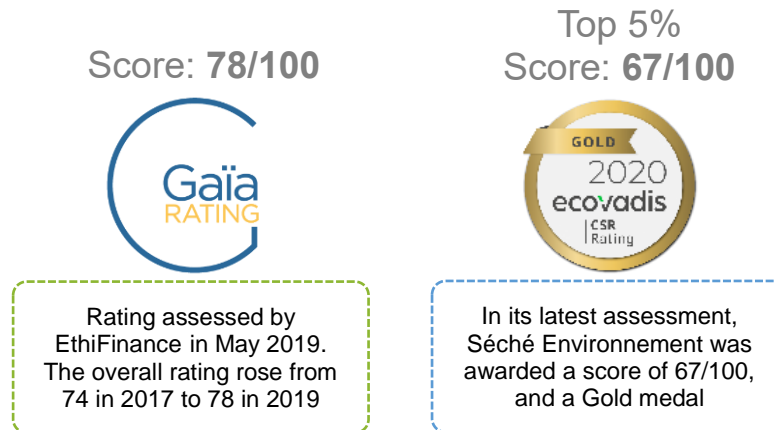 Score: 78/100
Gaïa
RATING
Rating assessed by
EthiFinance in May 2019.
The overall rating rose from
74 in 2017 to 78 in 2019
Top 5%
Score: 67/100
GOLD
2020
ecovadis
CSR
Rating
In its latest assessment,
Séché Environnement was
awarded a score of 67/100,
and a Gold medal